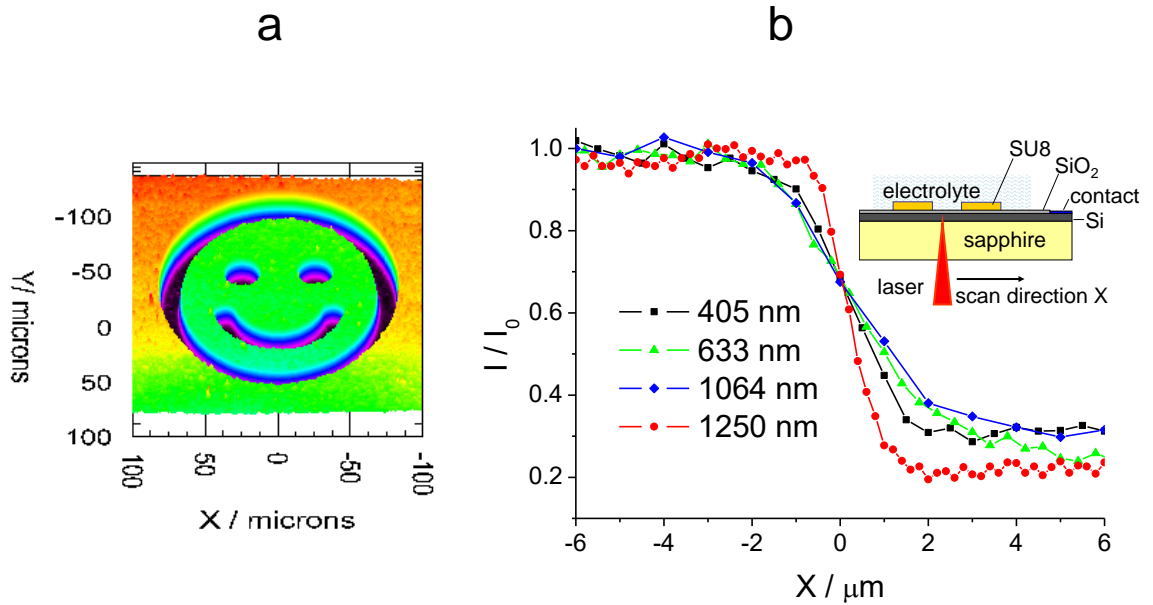 a
b
-100
-50
0
50
100
Y / microns
100
50
0
-50
-100
X / microns
1.0
0.8
0.6
0.4
0.2
I / I₀
-6
-4
-2
0
2
4
6
X / μm
405 nm
633 nm
1064 nm
1250 nm
SU8
SiO₂
electrolyte
contact
Si
sapphire
laser
scan direction X